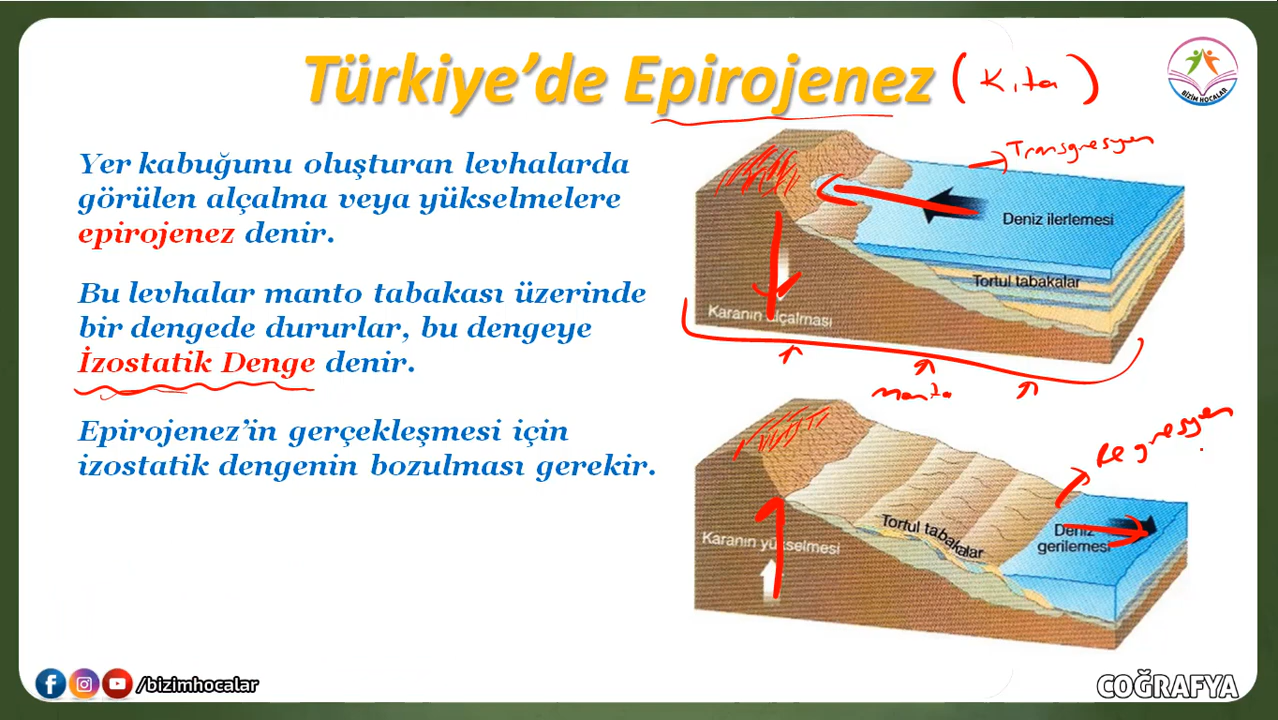 Türkiye’de Epirojenez (Kıta)
BİZİM HOCALAR
Yer kabuğunu oluşturan levhalarda
görülen alçalma veya yükselmelere
epirojenez denir.
Bu levhalar manto tabakası üzerinde
bir dengede dururlar, bu dengeye
İzostatik Denge denir.
Epirojenez’in gerçekleşmesi için
izostatik dengenin bozulması gerekir.
Transgresyon
Deniz ilerlemesi
Tortul tabakalar
Karanın alçalması
manto
Regresyon
Tortul tabakalar
Deniz
gerilemesi
Karanın yükselmesi
/bizimhocalar
COĞRAFYA